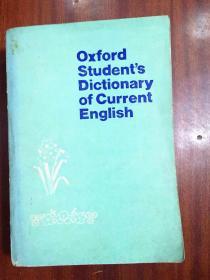 Oxford
Student's
Dictionary
of Current
English